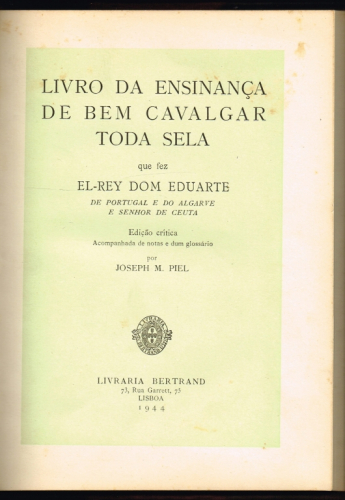 LIVRO DA ENSINANÇA
DE BEM CAVALGAR
TODA SELA
que fez
EL-REY DOM EDUARTE
DE PORTUGAL E DO ALGARVE
E SENHOR DE CEUTA
Edição crítica
Acompanhada de notas e dum glossário
por
JOSEPH M. PIEL
LIVRARIA BERTRAND
73, Rua Garrett, 75
LISBOA
1944